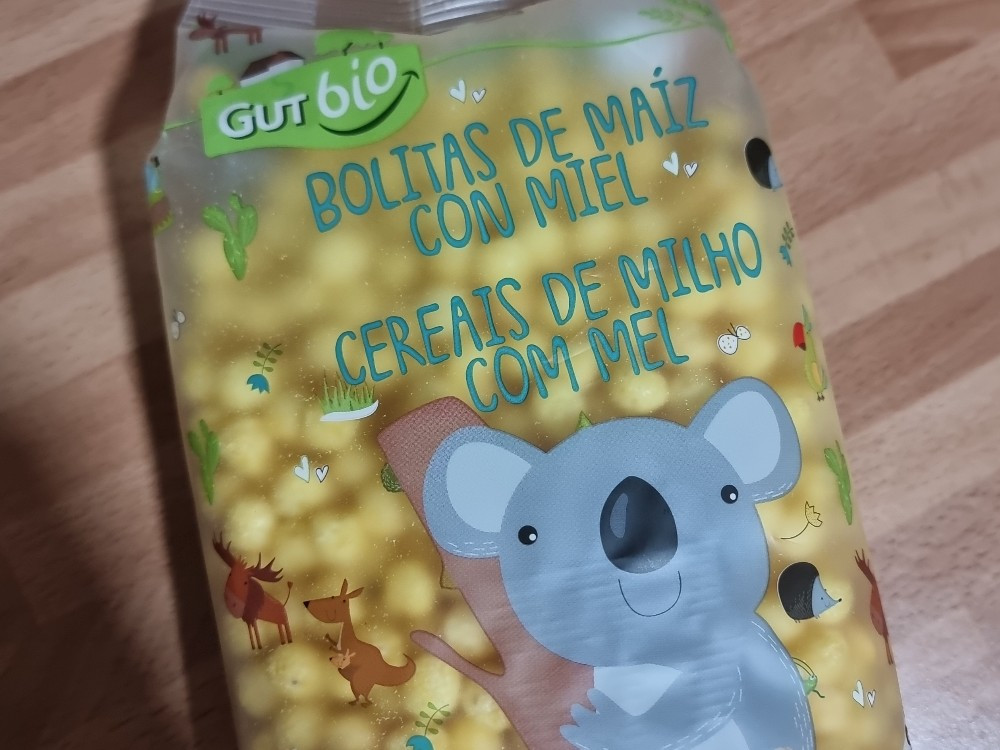 GUT bio
BOLITAS DE MAÍZ
CON MIEL
CEREAIS DE MILHO
COM MEL